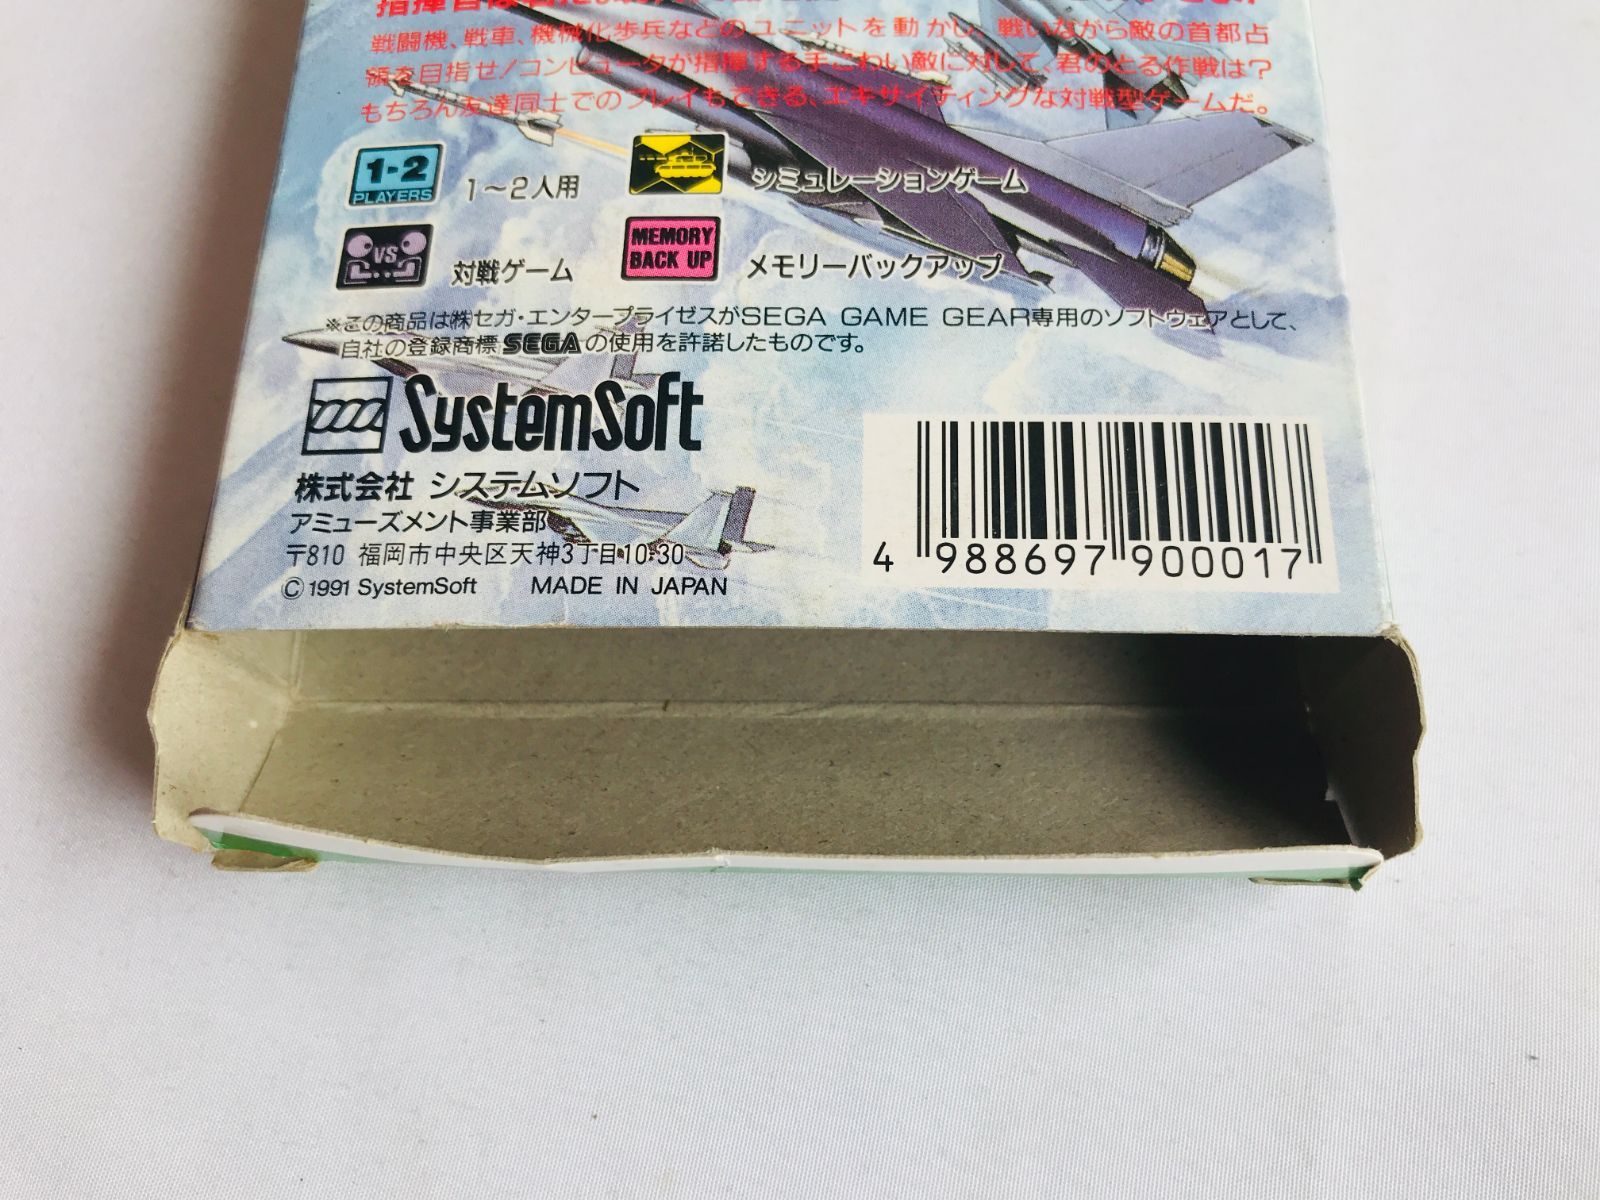 戦闘機、戦車、機械化歩兵などのユニットを動かし、戦いながら敵の首都占
領を目指せ！コンピュータが指揮する手ごわい敵に対して、君のとる作戦は？
もちろん友達同士でのプレイもできる、エキサイティングな対戦型ゲームだ。
1-2
PLAYERS
1〜2人用
シミュレーションゲーム
VS
対戦ゲーム
MEMORY
BACK UP
メモリーバックアップ
※この商品は㈱セガ・エンタープライゼスがSEGA GAME GEAR専用のソフトウェアとして、
自社の登録商標SEGAの使用を許諾したものです。
SystemSoft
株式会社 システムソフト
アミューズメント事業部
〒810 福岡市中央区天神3丁目10-30
© 1991 SystemSoft MADE IN JAPAN
4 988697 900017